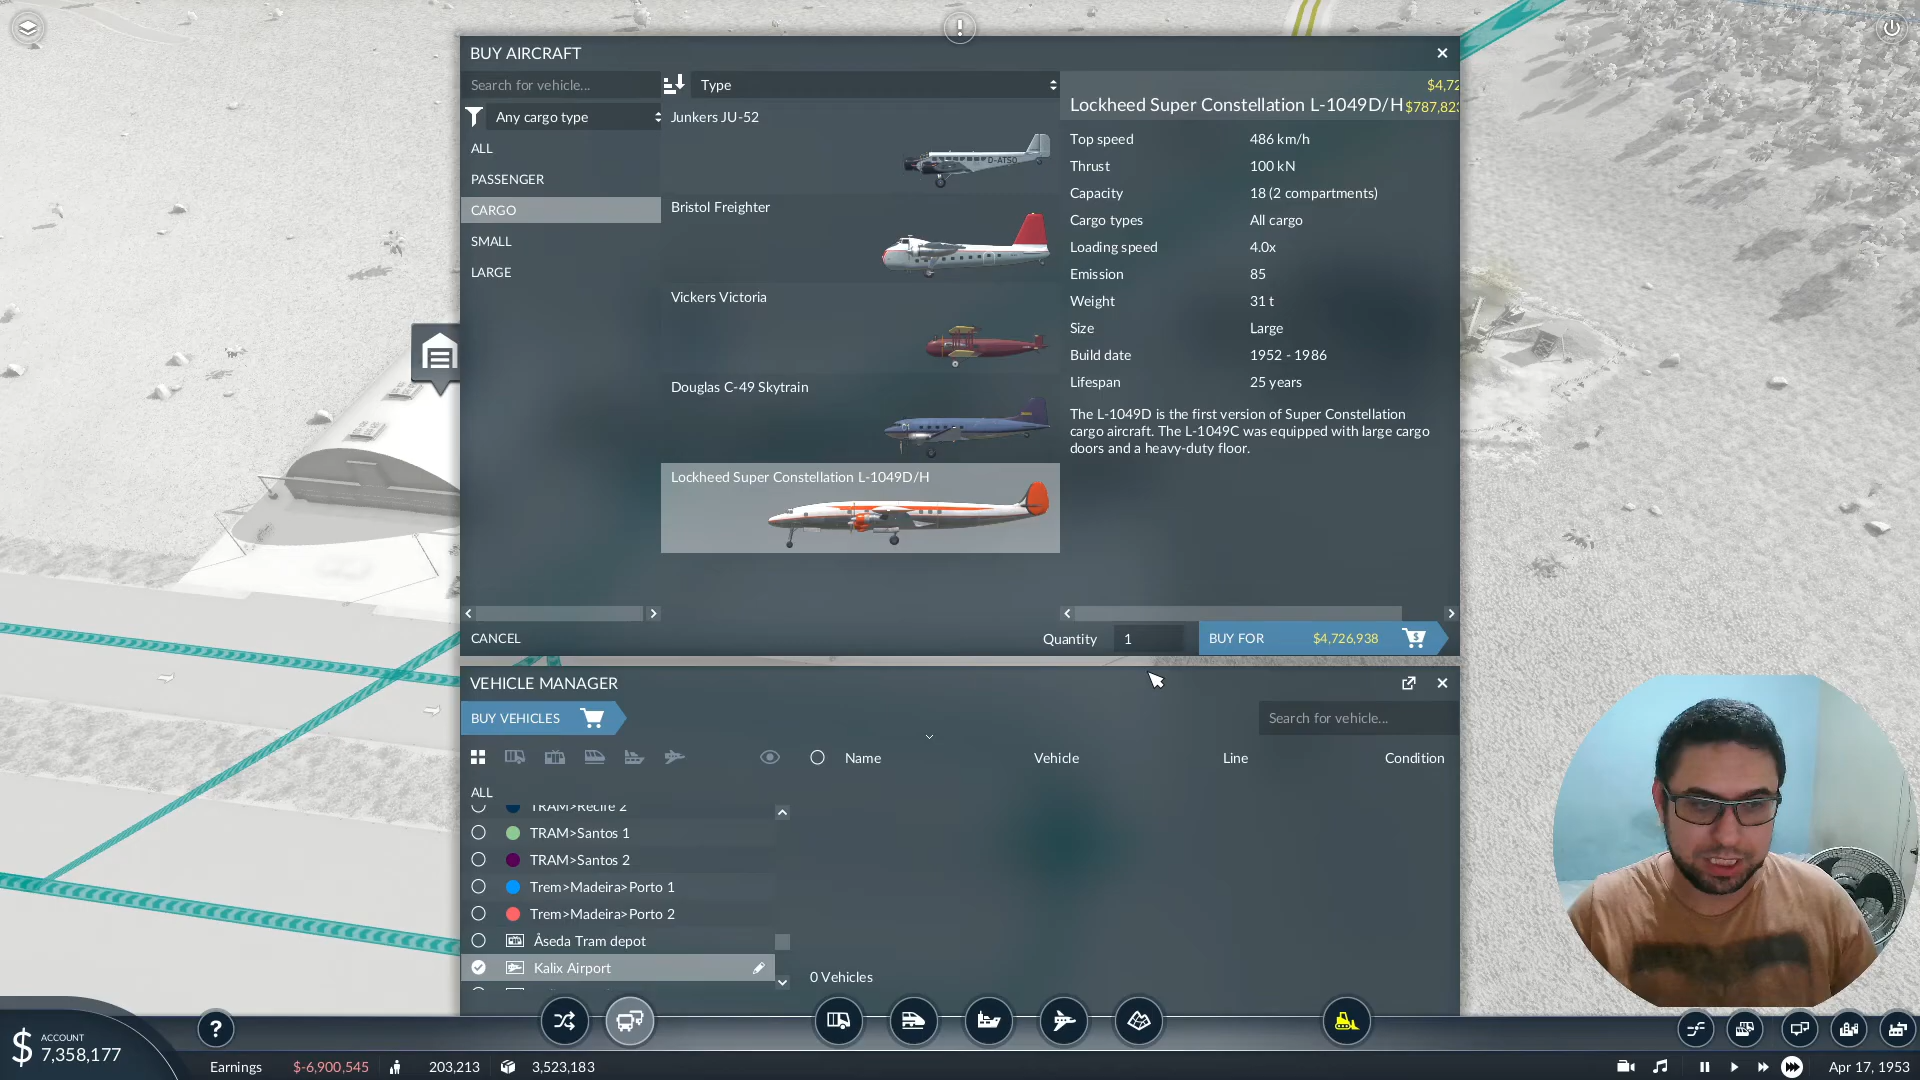 BUY AIRCRAFT
Search for vehicle...
Type
Any cargo type
ALL
PASSENGER
CARGO
SMALL
LARGE
Junkers JU-52
D-ATSO
Bristol Freighter
Vickers Victoria
Douglas C-49 Skytrain
Lockheed Super Constellation L-1049D/H
$4,72
Lockheed Super Constellation L-1049D/H $787,823
Top speed 486 km/h
Thrust 100 kN
Capacity 18 (2 compartments)
Cargo types All cargo
Loading speed 4.0x
Emission 85
Weight 31 t
Size Large
Build date 1952 - 1986
Lifespan 25 years
The L-1049D is the first version of Super Constellation
cargo aircraft. The L-1049C was equipped with large cargo
doors and a heavy-duty floor.
CANCEL
Quantity 1
BUY FOR $4,726,938
VEHICLE MANAGER
BUY VEHICLES
Search for vehicle...
Name Vehicle Line Condition
ALL
TRAM>Recife 2
TRAM>Santos 1
TRAM>Santos 2
Trem>Madeira>Porto 1
Trem>Madeira>Porto 2
Åseda Tram depot
Kalix Airport
0 Vehicles
?
$ ACCOUNT
7,358,177
Earnings $-6,900,545 203,213 3,523,183
Apr 17, 1953